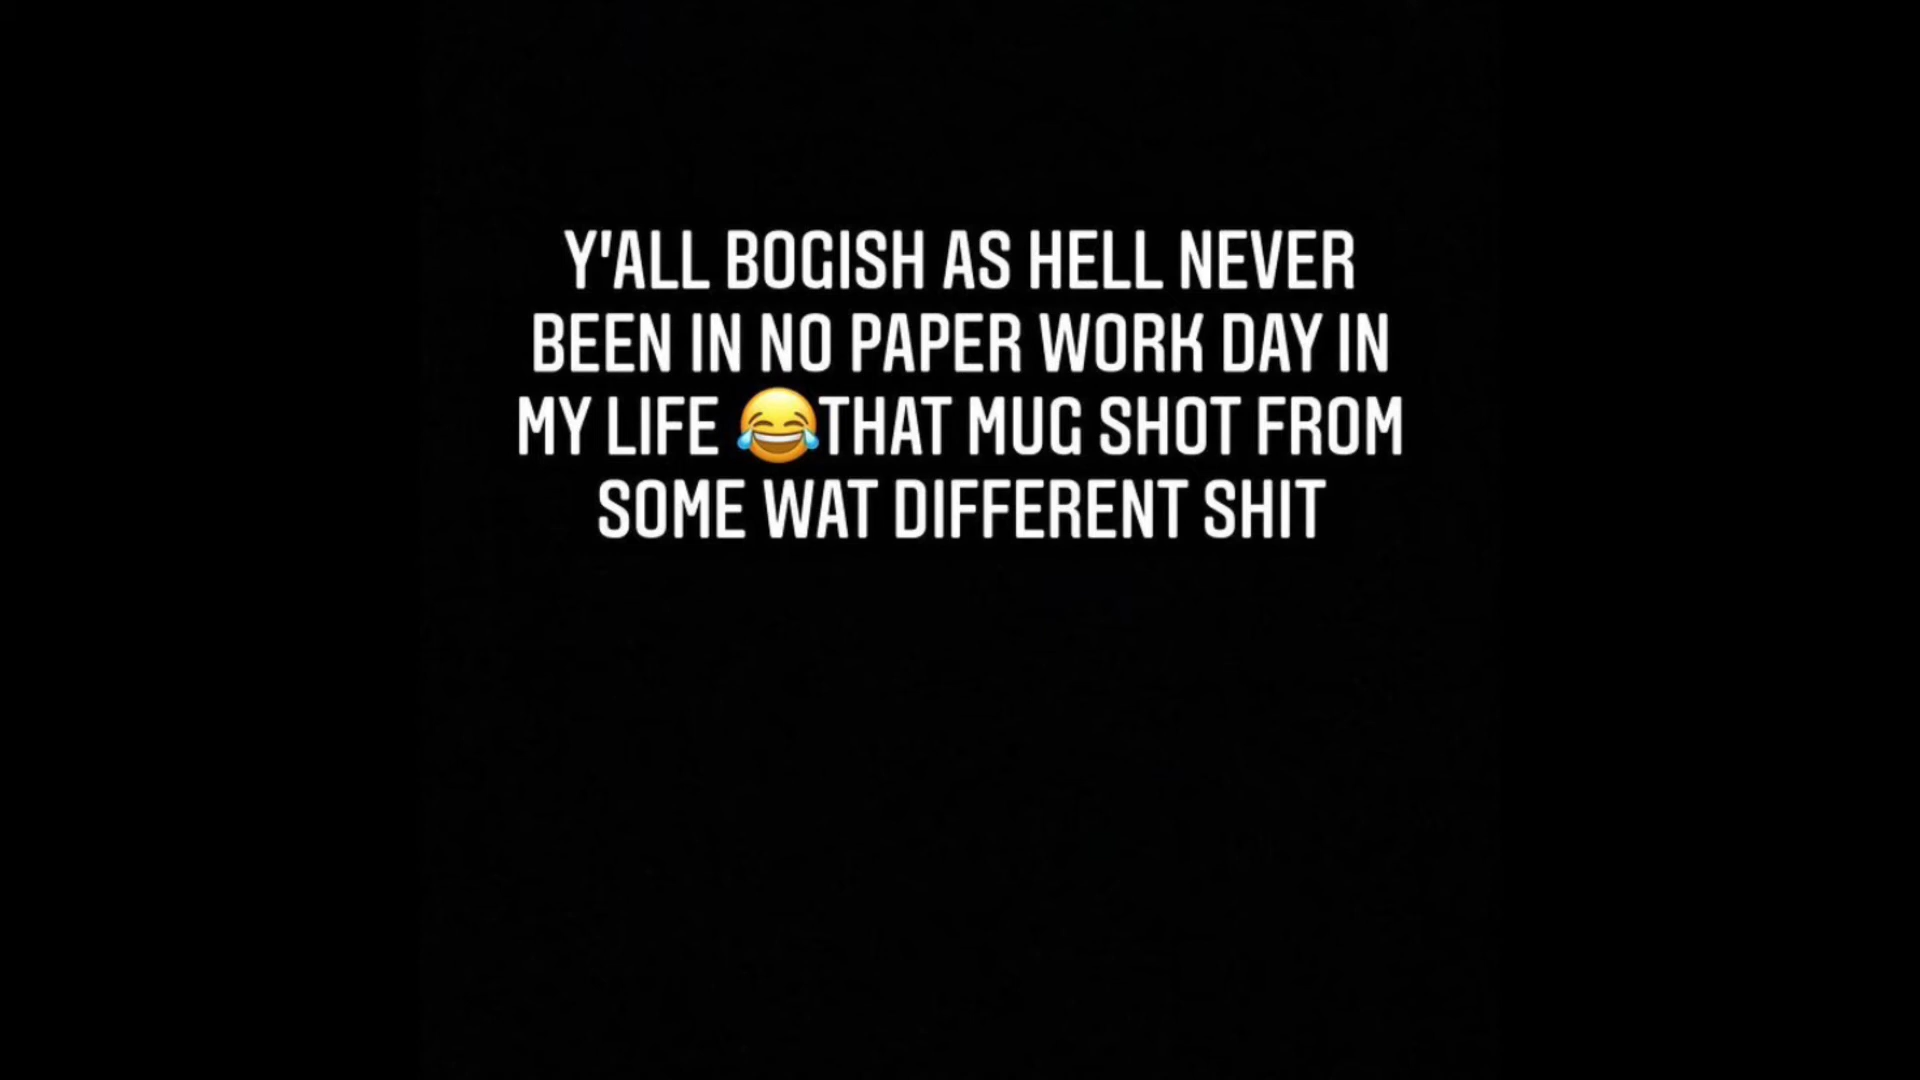 Y'ALL BOGISH AS HELL NEVER
BEEN IN NO PAPER WORK DAY IN
MY LIFE 😂THAT MUG SHOT FROM
SOME WAT DIFFERENT SHIT